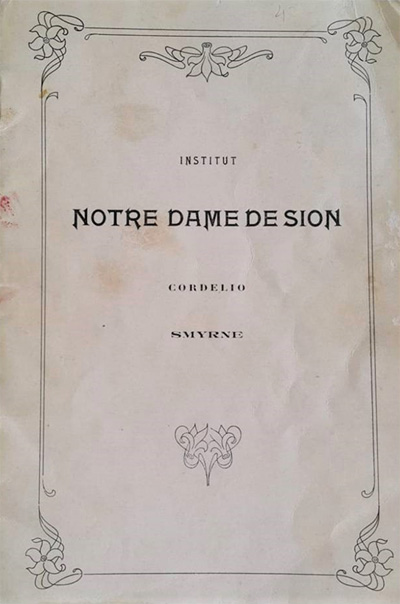 INSTITUT
NOTRE DAME DE SION
CORDELIO
SMYRNE